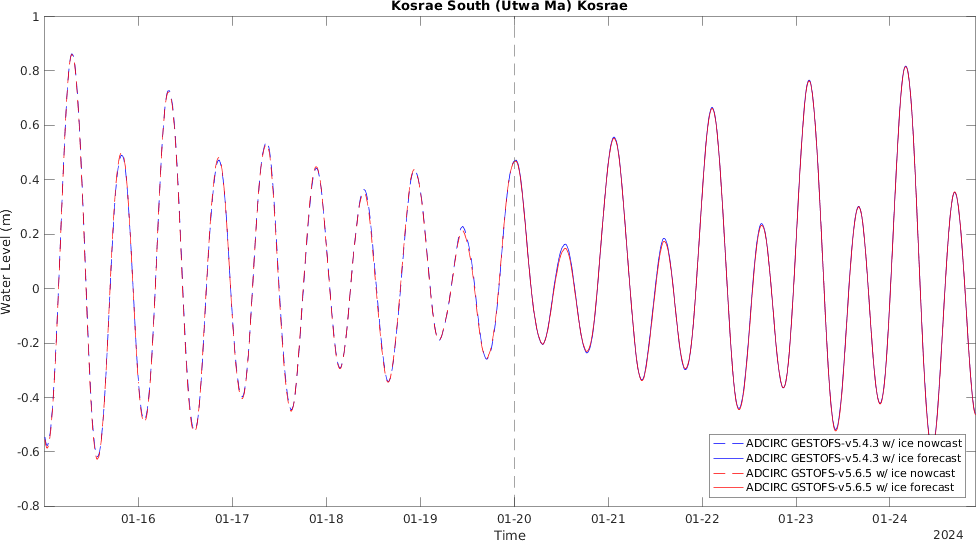 Kosrae South (Utwa Ma) Kosrae
1
0.8
0.6
0.4
0.2
0
-0.2
-0.4
-0.6
-0.8
Water Level (m)
ADCIRC GESTOFS-v5.4.3 w/ ice nowcast
ADCIRC GESTOFS-v5.4.3 w/ ice forecast
ADCIRC GSTOFS-v5.6.5 w/ ice nowcast
ADCIRC GSTOFS-v5.6.5 w/ ice forecast
01-16 01-17 01-18 01-19 01-20 01-21 01-22 01-23 01-24
Time
2024